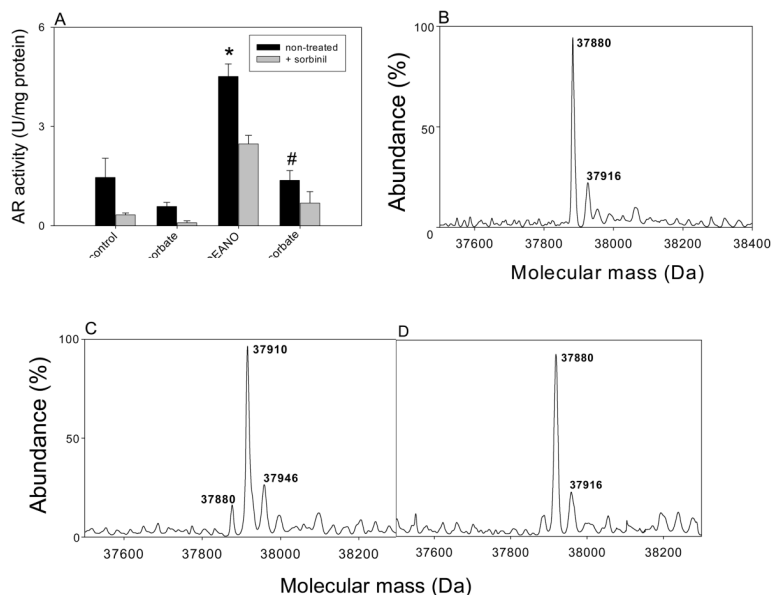 A
6
3
0
AR activity (U/mg protein)
*
#
non-treated
+ sorbinil
control
B
100
50
0
Abundance (%)
37880
37916
37600 37800 38000 38200 38400
Molecular mass (Da)
C
100
50
0
Abundance (%)
37910
37880
37946
37600 37800 38000 38200
D
37880
37916
37600 37800 38000 38200
Molecular mass (Da)